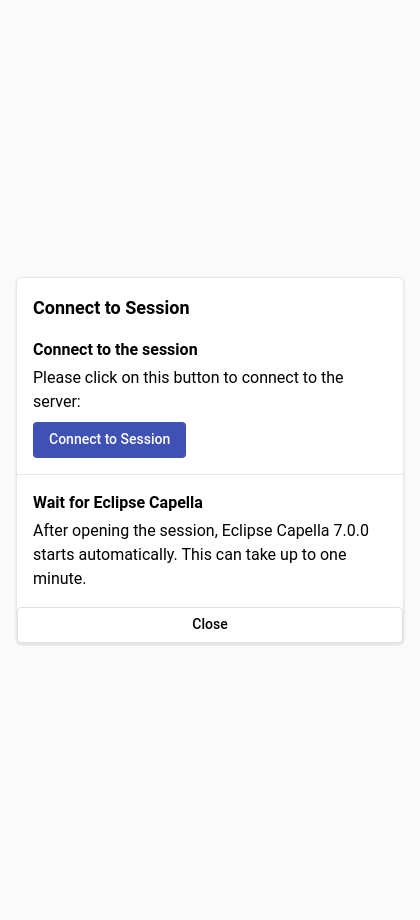 Connect to Session
Connect to the session
Please click on this button to connect to the
server:
Connect to Session
Wait for Eclipse Capella
After opening the session, Eclipse Capella 7.0.0
starts automatically. This can take up to one
minute.
Close